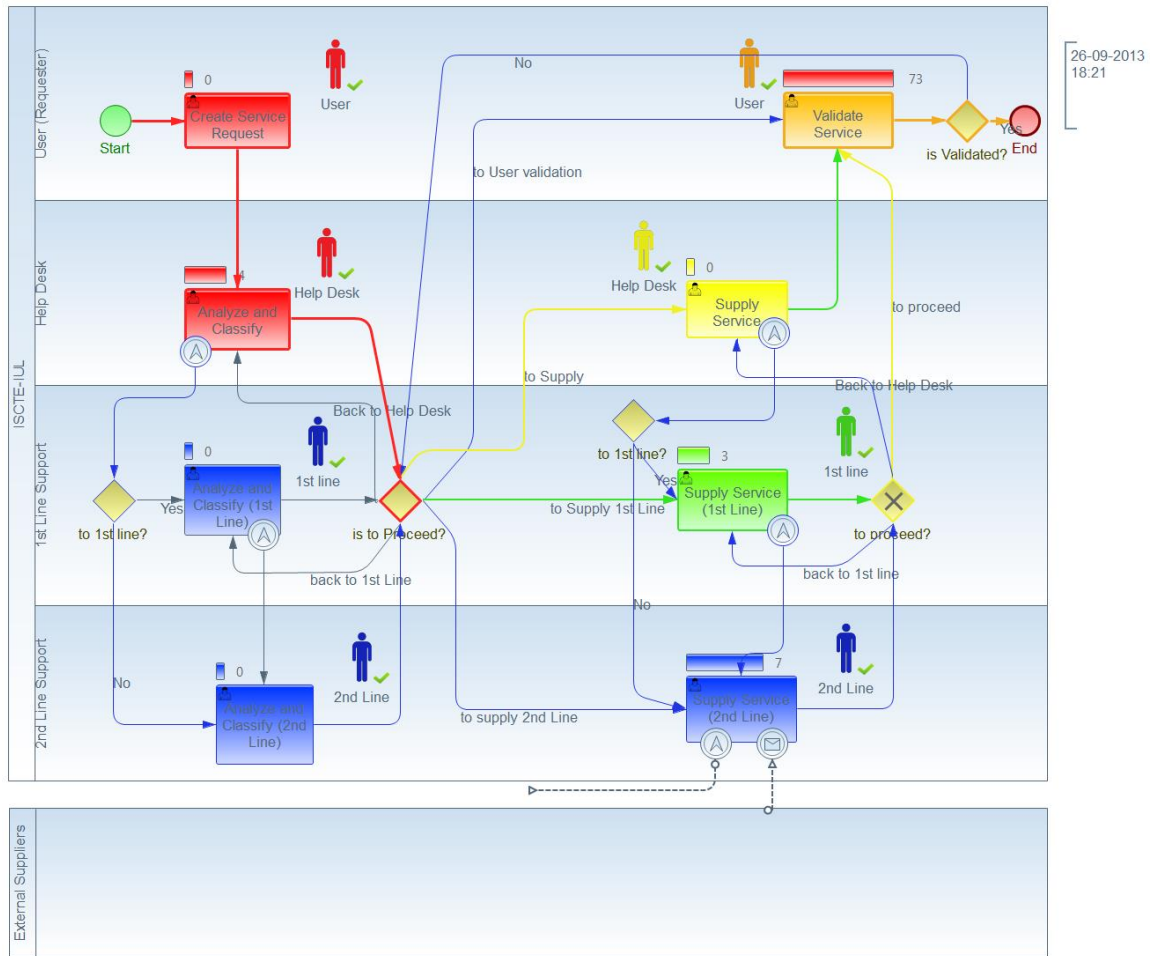 ISCTE-IUL
User (Requester)
Start
0
Create Service
Request
User
No
User
73
Validate
Service
Yes
is Validated?
End
26-09-2013
18:21
to User validation
Help Desk
4
Analyze and
Classify
Help Desk
Help Desk
0
Supply
Service
to proceed
to Supply
Back to Help Desk
Back to Help Desk
1st Line Support
to 1st line?
Yes
0
Analyze and
Classify (1st
Line)
1st line
is to Proceed?
back to 1st Line
to 1st line?
Yes
to Supply 1st Line
3
Supply Service
(1st Line)
1st line
to proceed?
back to 1st line
2nd Line Support
No
0
Analyze and
Classify (2nd
Line)
2nd Line
to supply 2nd Line
No
7
Supply Service
(2nd Line)
2nd Line
External Suppliers